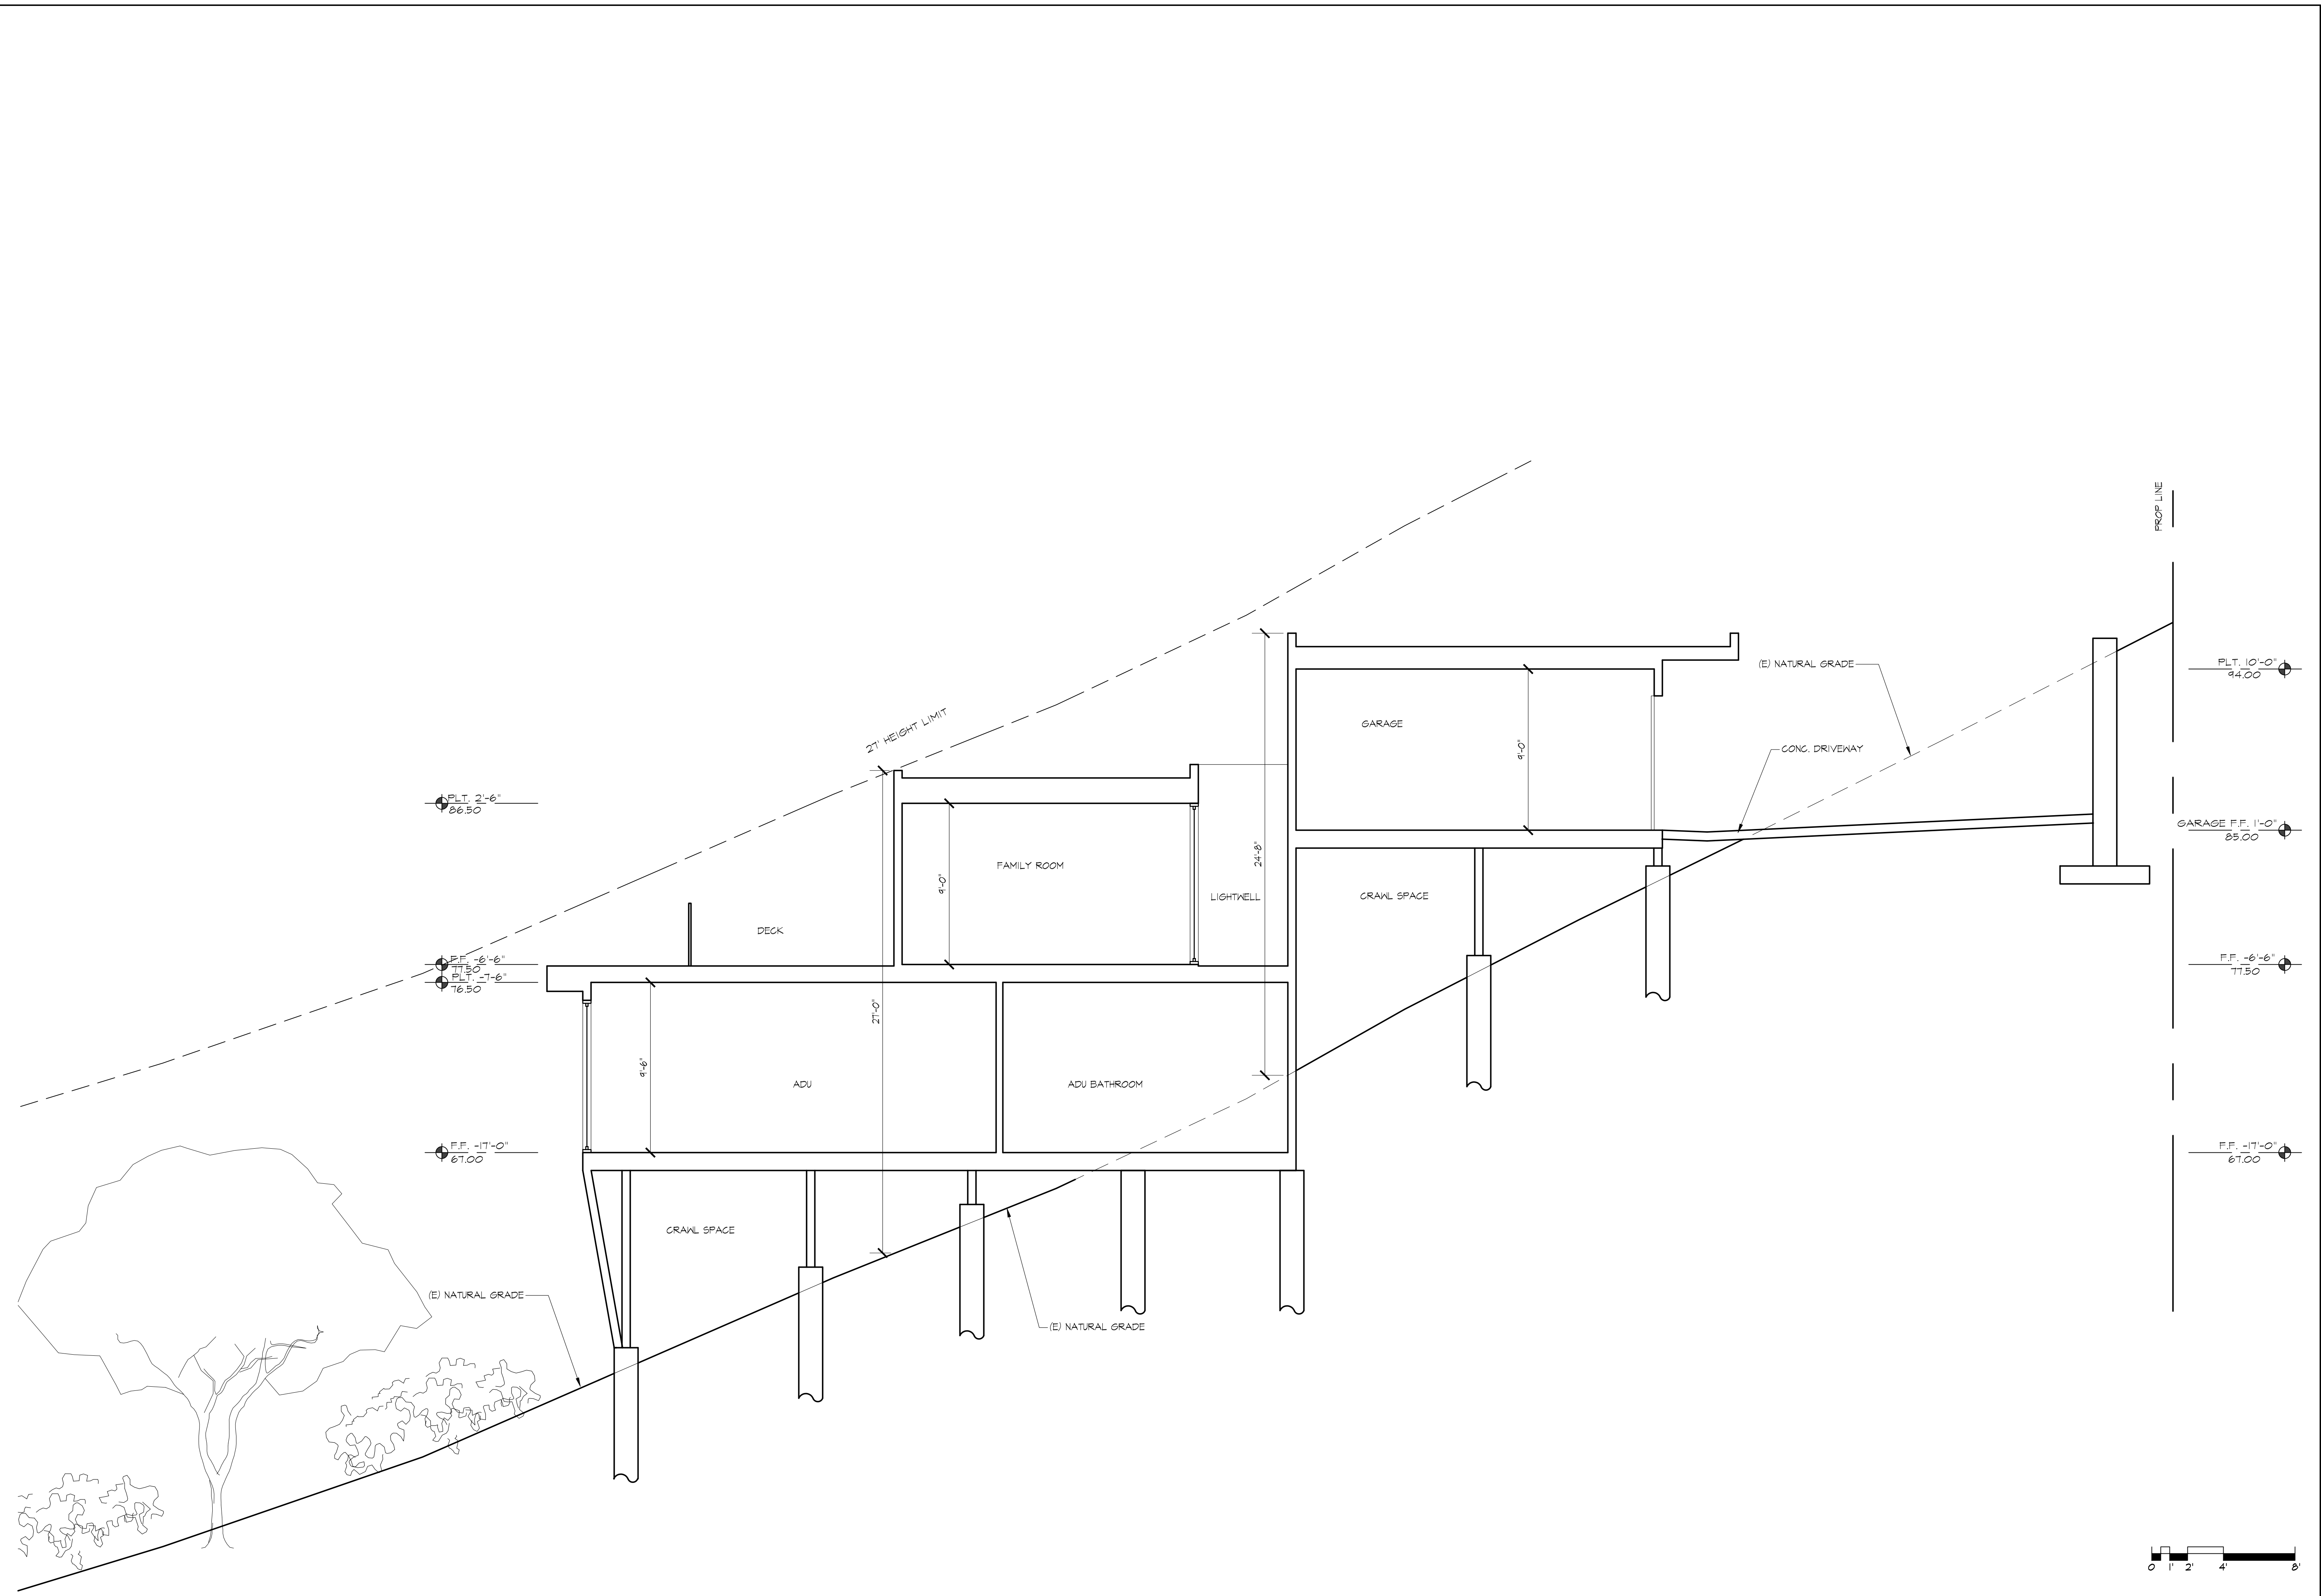 PROP. LINE
(E) NATURAL GRADE
PLT. 10'-0"
94.00
GARAGE
27' HEIGHT LIMIT
CONC. DRIVEWAY
9'-0"
PLT. 2'-6"
86.50
GARAGE F.F. 1'-0"
85.00
24'-8"
FAMILY ROOM
9'-0"
LIGHTWELL
CRAWL SPACE
DECK
F.F. -6'-6"
77.50
PLT. -7'-6"
76.50
F.F. -6'-6"
77.50
27'-0"
9'-6"
ADU
ADU BATHROOM
F.F. -17'-0"
67.00
F.F. -17'-0"
67.00
CRAWL SPACE
(E) NATURAL GRADE
(E) NATURAL GRADE
0 1' 2' 4' 8'